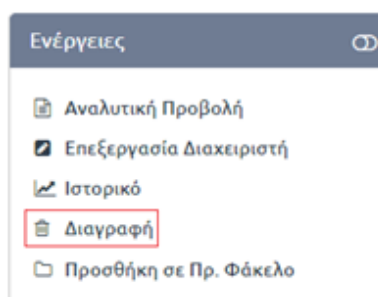 Ενέργειες
Αναλυτική Προβολή
Επεξεργασία Διαχειριστή
Ιστορικό
Διαγραφή
Προσθήκη σε Πρ. Φάκελο